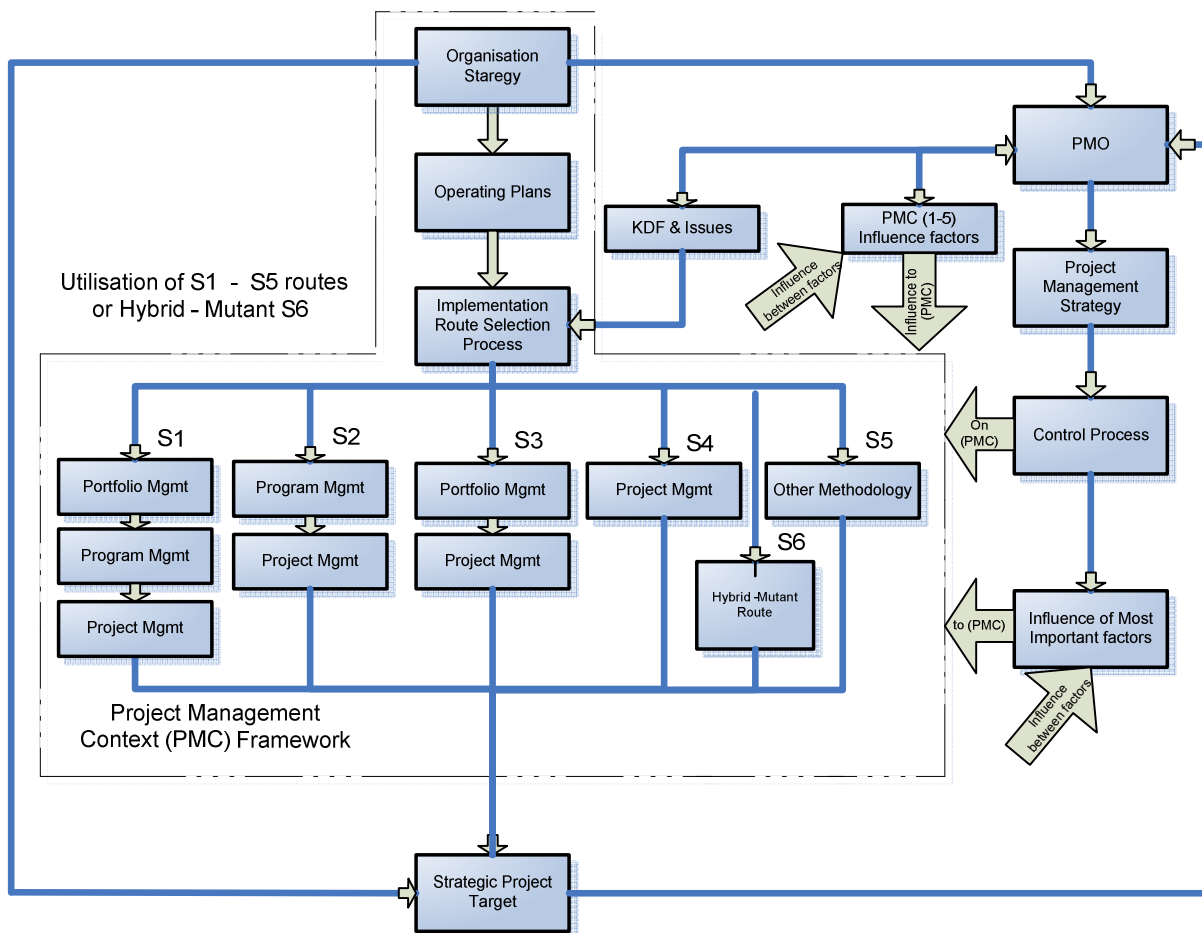 Organisation
Staregy
PMO
Operating Plans
KDF & Issues
PMC (1-5)
Influence factors
Influence
between factors
Influence to
(PMC)
Project
Management
Strategy
Utilisation of S1 - S5 routes
or Hybrid - Mutant S6
Implementation
Route Selection
Process
On
(PMC)
Control Process
S1
S2
S3
S4
S5
Portfolio Mgmt
Program Mgmt
Portfolio Mgmt
Project Mgmt
Other Methodology
Program Mgmt
Project Mgmt
Project Mgmt
S6
Hybrid -Mutant
Route
Project Mgmt
to (PMC)
Influence of Most
Important factors
Influence
between factors
Project Management
Context (PMC) Framework
Strategic Project
Target